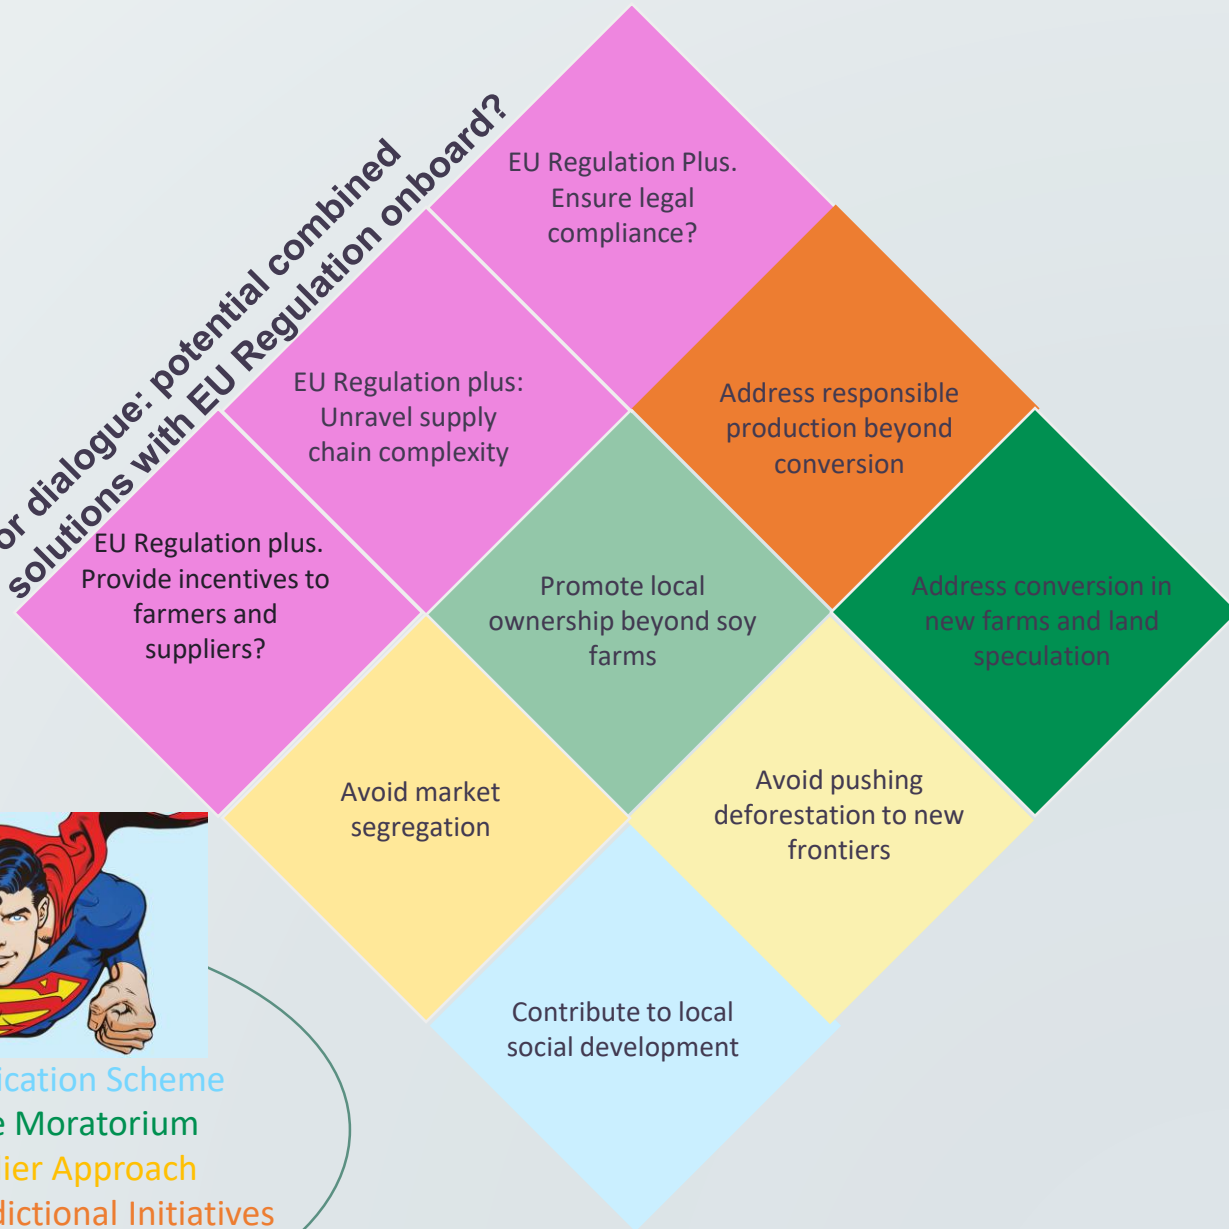 dialogue: potential combined
solutions with EU Regulation onboard?
EU Regulation Plus.
Ensure legal
compliance?
EU Regulation plus:
Unravel supply
chain complexity
Address responsible
production beyond
conversion
EU Regulation plus.
Provide incentives to
farmers and
suppliers?
Promote local
ownership beyond soy
farms
Address conversion in
new farms and land
speculation
Avoid market
segregation
Avoid pushing
deforestation to new
frontiers
Contribute to local
social development
ication Scheme
e Moratorium
ier Approach
dictional Initiatives